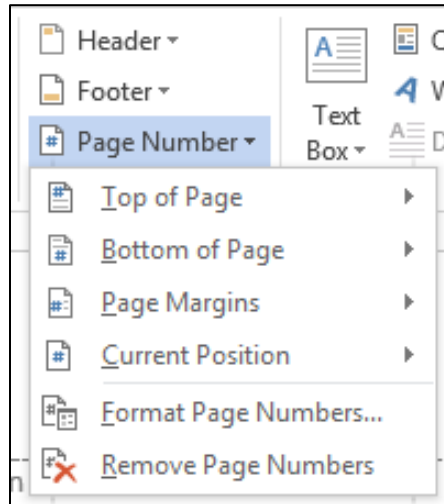 Header
Footer
Page Number
Text
Box
Top of Page
Bottom of Page
Page Margins
Current Position
Format Page Numbers...
Remove Page Numbers